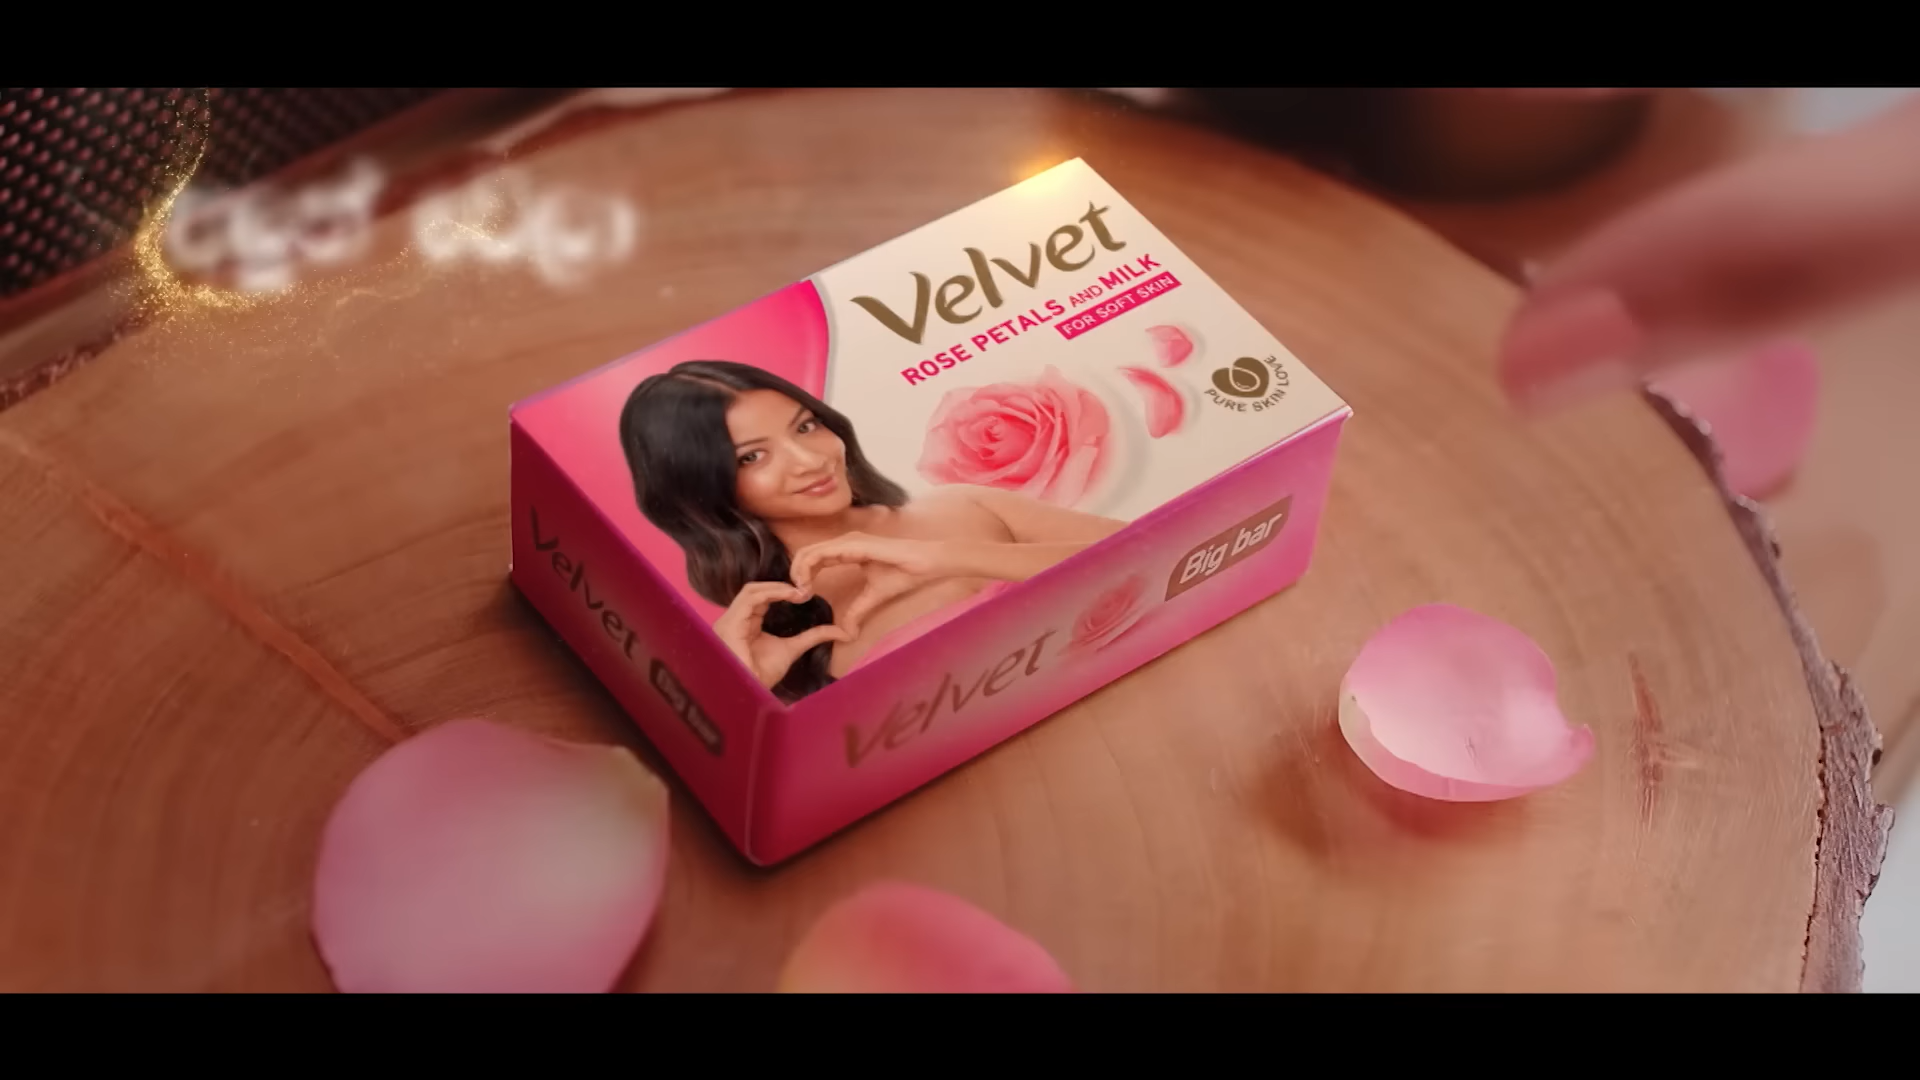 Velvet
ROSE PETALS AND MILK
FOR SOFT SKIN
PURE SKIN LOVE
Big bar
Velvet
Velvet
Big bar